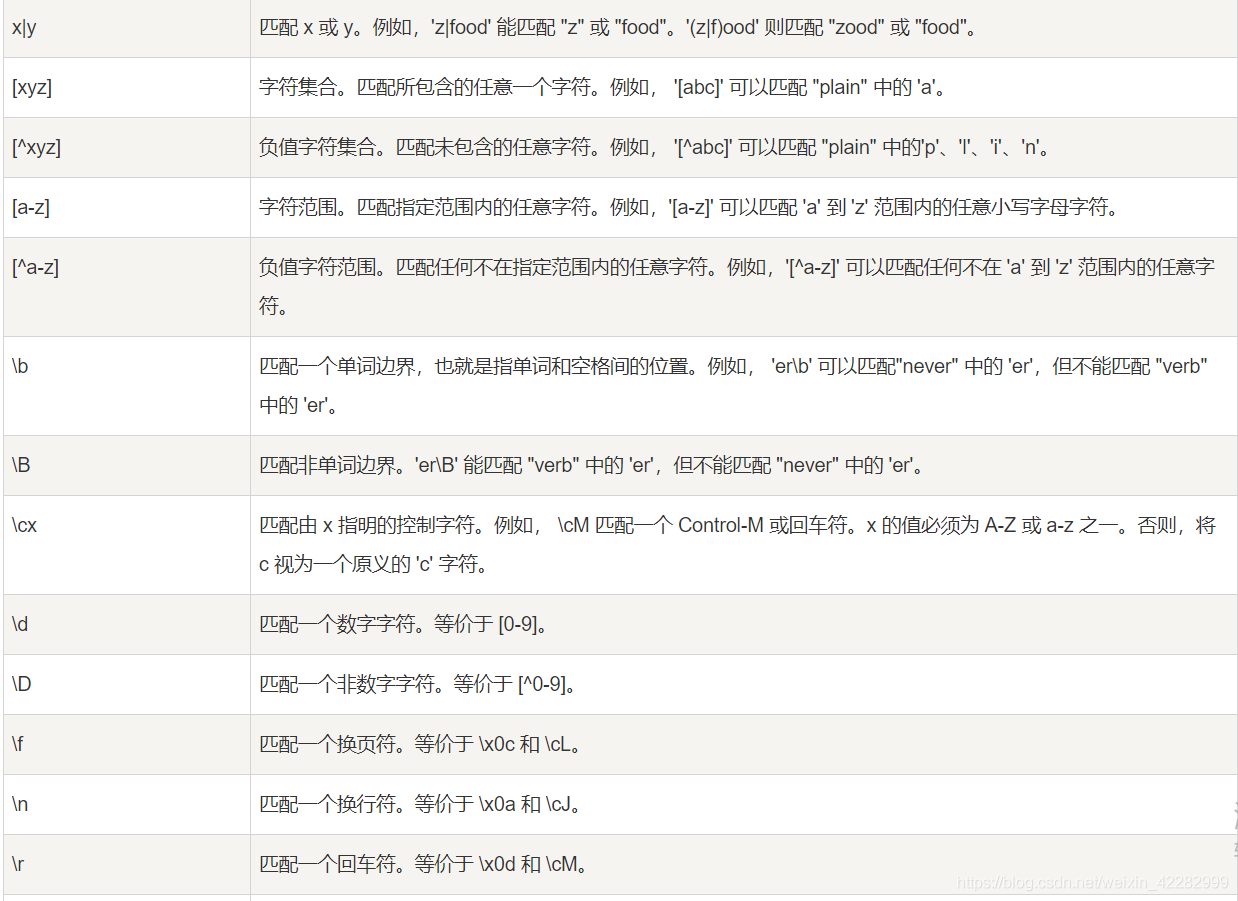 x|y
匹配 x 或 y。例如，'z|food' 能匹配 "z" 或 "food"。'(z|f)ood' 则匹配 "zood" 或 "food"。
[xyz]
字符集合。匹配所包含的任意一个字符。例如， '[abc]' 可以匹配 "plain" 中的 'a'。
[^xyz]
负值字符集合。匹配未包含的任意字符。例如， '[^abc]' 可以匹配 "plain" 中的'p'、'l'、'i'、'n'。
[a-z]
字符范围。匹配指定范围内的任意字符。例如，'[a-z]' 可以匹配 'a' 到 'z' 范围内的任意小写字母字符。
[^a-z]
负值字符范围。匹配任何不在指定范围内的任意字符。例如，'[^a-z]' 可以匹配任何不在 'a' 到 'z' 范围内的任意字
符。
\b
匹配一个单词边界，也就是指单词和空格间的位置。例如， 'er\b' 可以匹配"never" 中的 'er'，但不能匹配 "verb"
中的 'er'。
\B
匹配非单词边界。'er\B' 能匹配 "verb" 中的 'er'，但不能匹配 "never" 中的 'er'。
\cx
匹配由 x 指明的控制字符。例如， \cM 匹配一个 Control-M 或回车符。x 的值必须为 A-Z 或 a-z 之一。否则，将
c 视为一个原义的 'c' 字符。
\d
匹配一个数字字符。等价于 [0-9]。
\D
匹配一个非数字字符。等价于 [^0-9]。
\f
匹配一个换页符。等价于 \x0c 和 \cL。
\n
匹配一个换行符。等价于 \x0a 和 \cJ。
\r
匹配一个回车符。等价于 \x0d 和 \cM。
https://blog.csdn.net/weixin_42282999